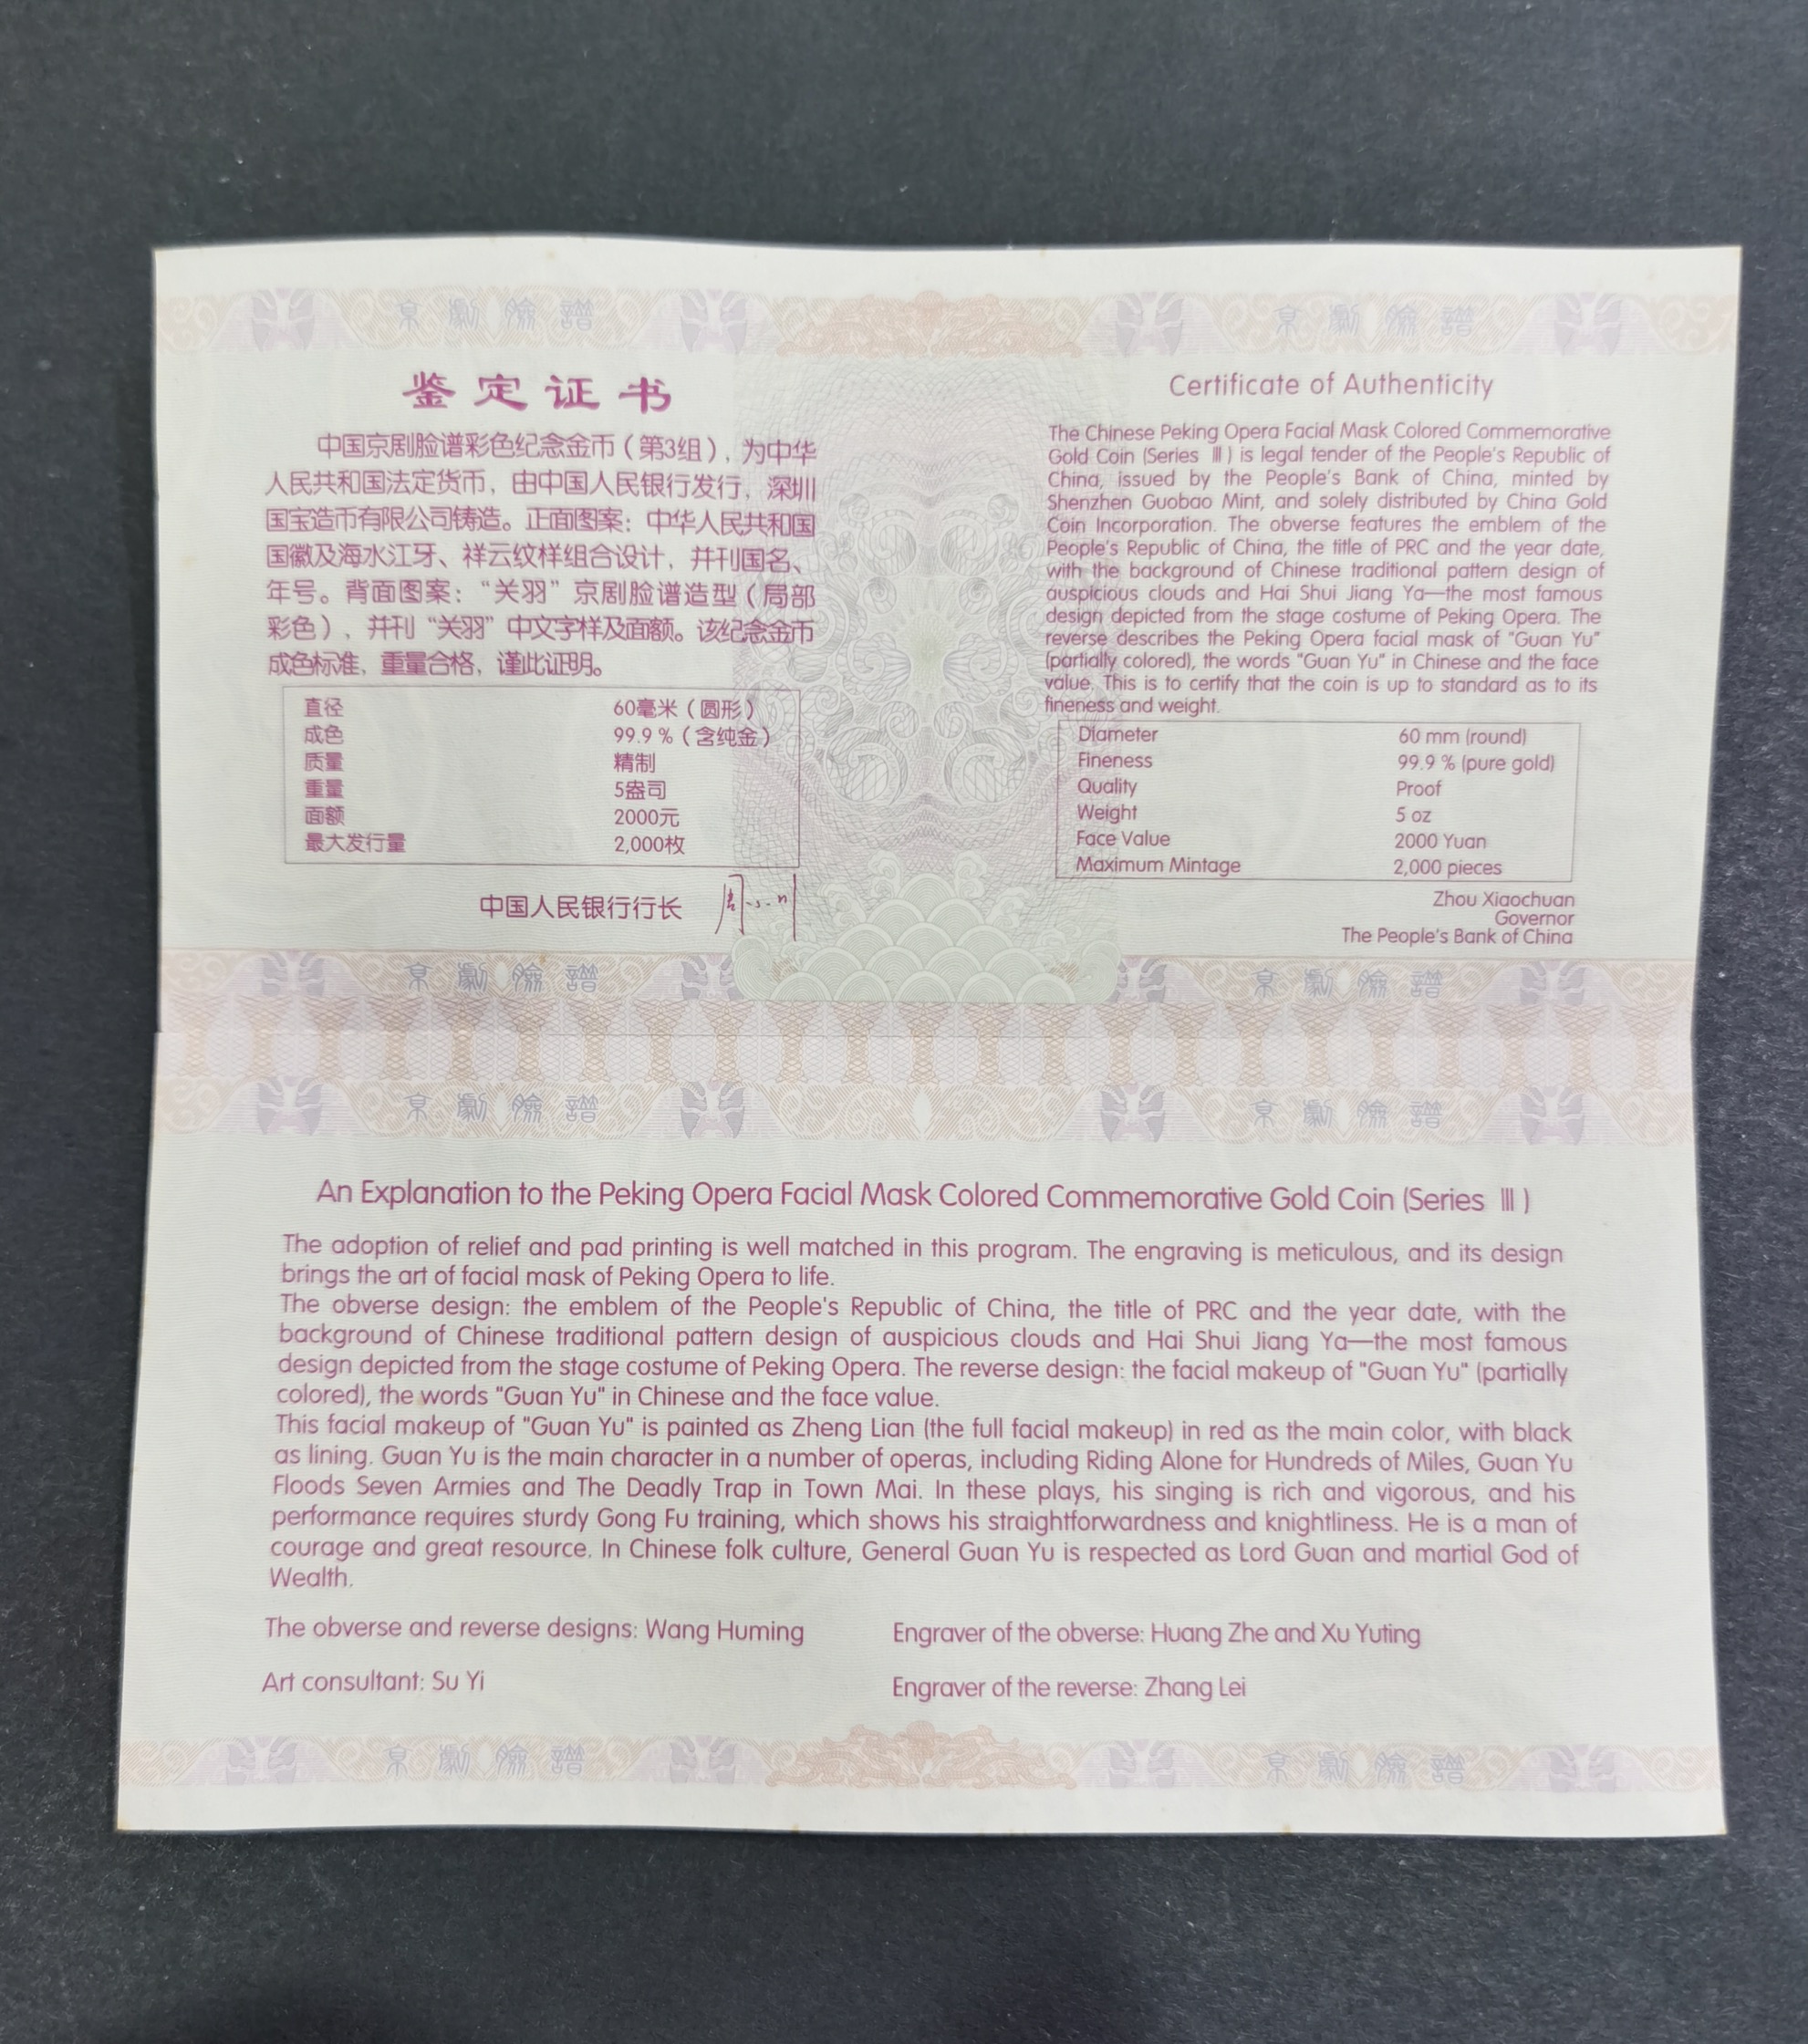 京劇臉譜
京劇臉譜
鉴定证书
中国京剧脸谱彩色纪念金币（第3组），为中华
人民共和国法定货币，由中国人民银行发行，深圳
国宝造币有限公司铸造。正面图案：中华人民共和国
国徽及海水江牙、祥云纹样组合设计，并刊国名、
年号。背面图案：“关羽”京剧脸谱造型（局部
彩色），并刊“关羽”中文字样及面额。该纪念金币
成色标准，重量合格，谨此证明。
直径 60毫米（圆形）
成色 99.9％（含纯金）
质量 精制
重量 5盎司
面额 2000元
最大发行量 2,000枚
中国人民银行行长 周小川
Certificate of Authenticity
The Chinese Peking Opera Facial Mask Colored Commemorative
Gold Coin (Series Ⅲ) is legal tender of the People's Republic of
China, issued by the People's Bank of China, minted by
Shenzhen Guobao Mint, and solely distributed by China Gold
Coin Incorporation. The obverse features the emblem of the
People's Republic of China, the title of PRC and the year date,
with the background of Chinese traditional pattern design of
auspicious clouds and Hai Shui Jiang Ya—the most famous
design depicted from the stage costume of Peking Opera. The
reverse describes the Peking Opera facial mask of "Guan Yu"
(partially colored), the words "Guan Yu" in Chinese and the face
value. This is to certify that the coin is up to standard as to its
fineness and weight.
Diameter 60 mm (round)
Fineness 99.9 % (pure gold)
Quality Proof
Weight 5 oz
Face Value 2000 Yuan
Maximum Mintage 2,000 pieces
Zhou Xiaochuan
Governor
The People's Bank of China
京劇臉譜
京劇臉譜
京劇臉譜
京劇臉譜
An Explanation to the Peking Opera Facial Mask Colored Commemorative Gold Coin (Series Ⅲ)
The adoption of relief and pad printing is well matched in this program. The engraving is meticulous, and its design
brings the art of facial mask of Peking Opera to life.
The obverse design: the emblem of the People's Republic of China, the title of PRC and the year date, with the
background of Chinese traditional pattern design of auspicious clouds and Hai Shui Jiang Ya—the most famous
design depicted from the stage costume of Peking Opera. The reverse design: the facial makeup of "Guan Yu" (partially
colored), the words "Guan Yu" in Chinese and the face value.
This facial makeup of "Guan Yu" is painted as Zheng Lian (the full facial makeup) in red as the main color, with black
as lining. Guan Yu is the main character in a number of operas, including Riding Alone for Hundreds of Miles, Guan Yu
Floods Seven Armies and The Deadly Trap in Town Mai. In these plays, his singing is rich and vigorous, and his
performance requires sturdy Gong Fu training, which shows his straightforwardness and knightliness. He is a man of
courage and great resource. In Chinese folk culture, General Guan Yu is respected as Lord Guan and martial God of
Wealth.
The obverse and reverse designs: Wang Huming
Engraver of the obverse: Huang Zhe and Xu Yuting
Art consultant: Su Yi
Engraver of the reverse: Zhang Lei
京劇臉譜
京劇臉譜